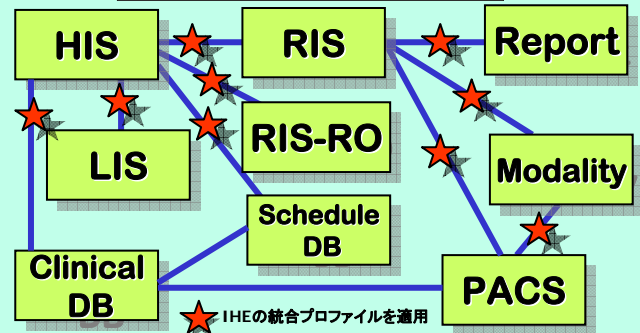 HIS
RIS
Report
RIS-RO
LIS
Modality
Schedule
DB
Clinical
DB
PACS
IHEの統合プロファイルを適用